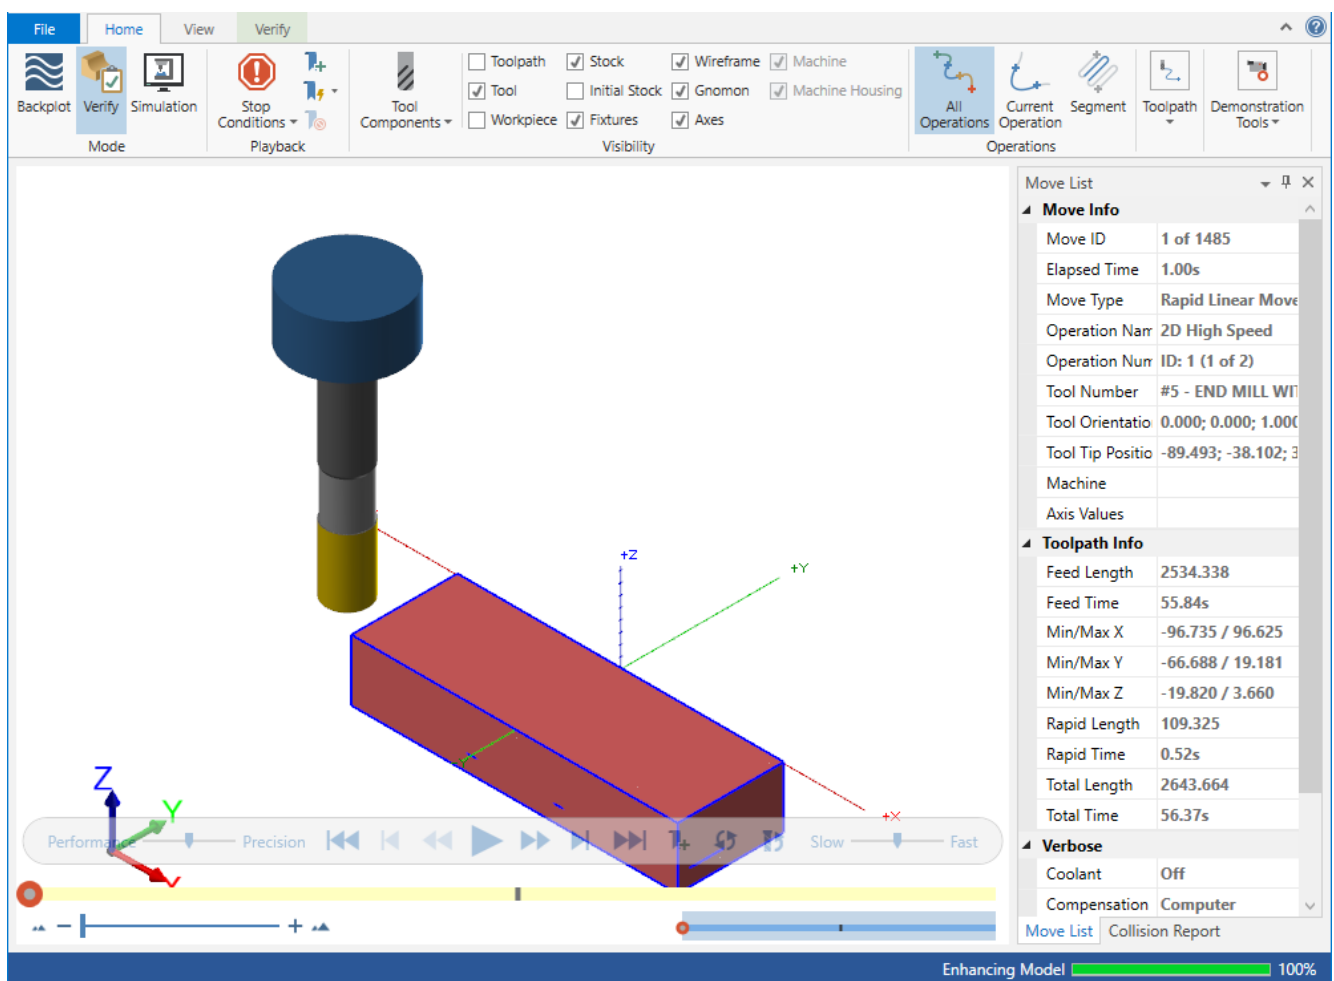 File Home View Verify
Toolpath Stock Wireframe Machine
Tool Initial Stock Gnomon Machine Housing
Workpiece Fixtures Axes
Backplot Verify Simulation
Stop
Conditions
Tool
Components
All
Operations
Current
Operation
Segment
Toolpath
Demonstration
Tools
Mode Playback Visibility Operations
Move List
Move Info
Move ID 1 of 1485
Elapsed Time 1.00s
Move Type Rapid Linear Move
Operation Nam 2D High Speed
Operation Num ID: 1 (1 of 2)
Tool Number #5 - END MILL WI
Tool Orientatio 0.000; 0.000; 1.000
Tool Tip Positio -89.493; -38.102; 3
Machine
Axis Values
Toolpath Info
Feed Length 2534.338
Feed Time 55.84s
Min/Max X -96.735 / 96.625
Min/Max Y -66.688 / 19.181
Min/Max Z -19.820 / 3.660
Rapid Length 109.325
Rapid Time 0.52s
Total Length 2643.664
Total Time 56.37s
Verbose
Coolant Off
Compensation Computer
Move List Collision Report
+Z
+Y
+X
Z
Y
Performance Precision Slow Fast
Enhancing Model 100%